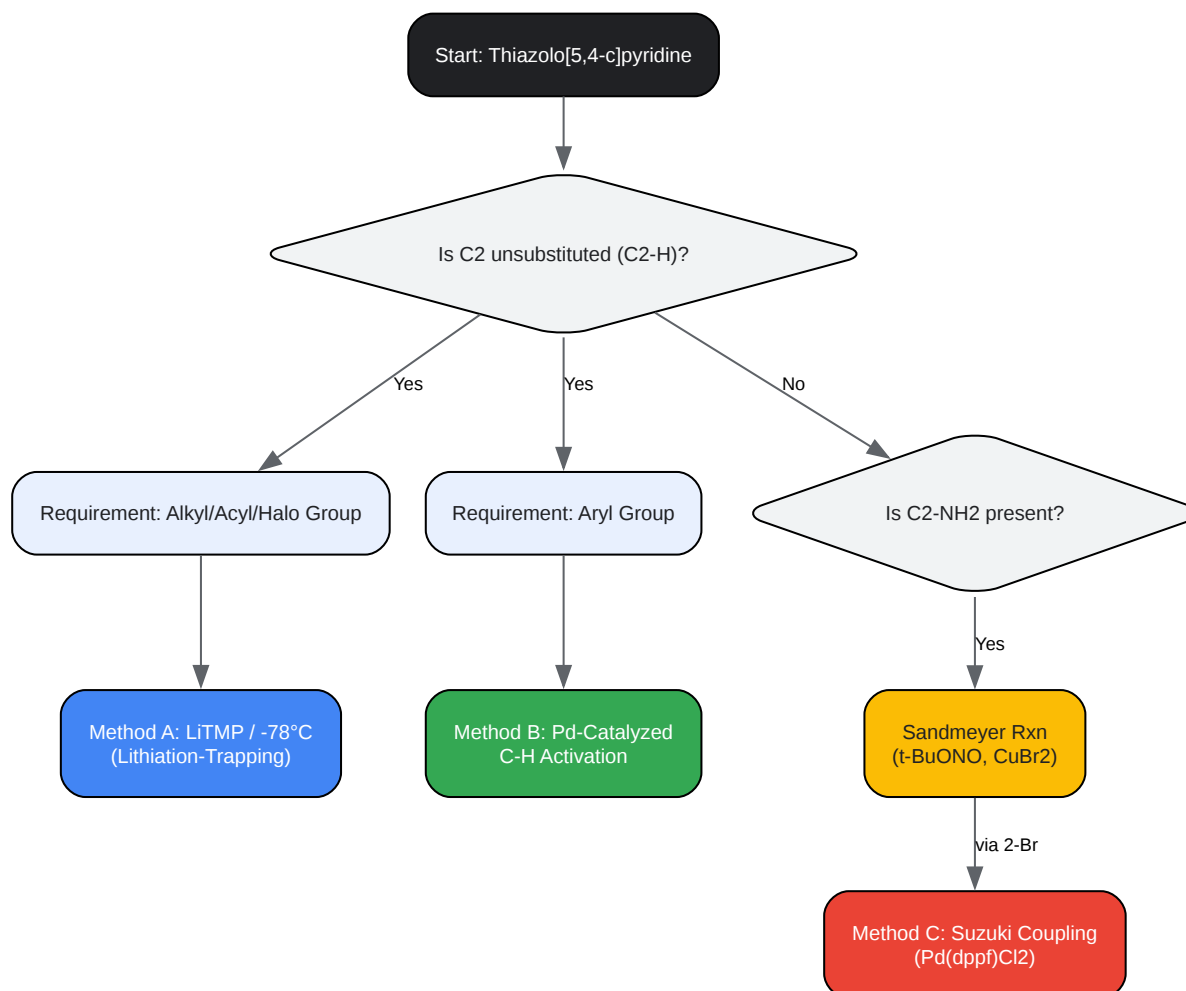 Start: Thiazolo[5,4-c]pyridine
Is C2 unsubstituted (C2-H)?
Yes
Yes
No
Requirement: Alkyl/Acyl/Halo Group
Requirement: Aryl Group
Is C2-NH2 present?
Yes
Method A: LiTMP / -78°C
(Lithiation-Trapping)
Method B: Pd-Catalyzed
C-H Activation
Sandmeyer Rxn
(t-BuONO, CuBr2)
via 2-Br
Method C: Suzuki Coupling
(Pd(dppf)Cl2)